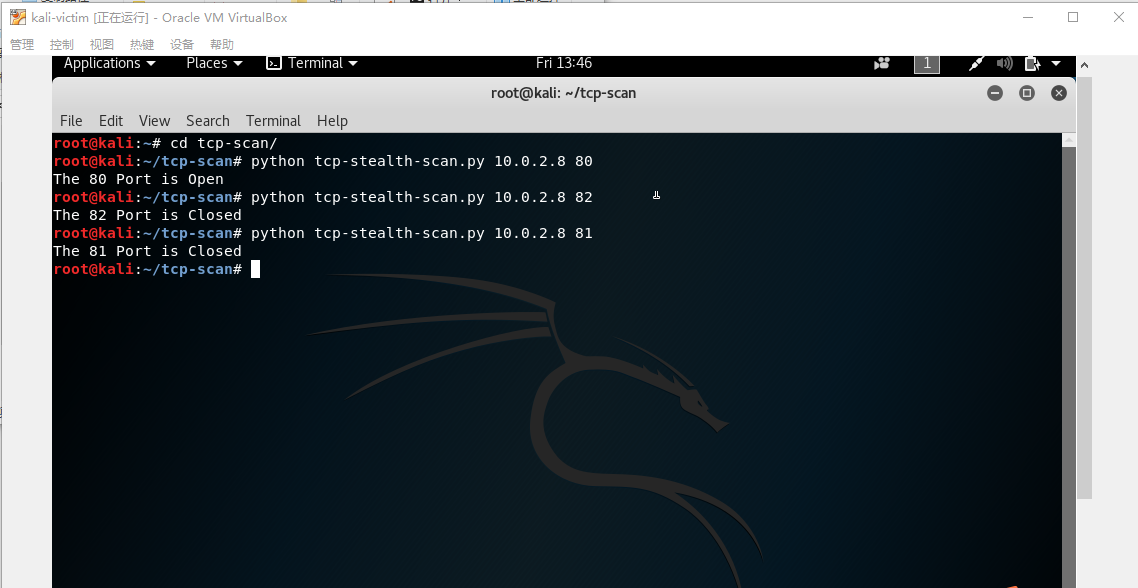 kali-victim [正在运行] - Oracle VM VirtualBox
管理 控制 视图 热键 设备 帮助
Applications Places Terminal Fri 13:46 1
root@kali: ~/tcp-scan
File Edit View Search Terminal Help
root@kali:~# cd tcp-scan/
root@kali:~/tcp-scan# python tcp-stealth-scan.py 10.0.2.8 80
The 80 Port is Open
root@kali:~/tcp-scan# python tcp-stealth-scan.py 10.0.2.8 82
The 82 Port is Closed
root@kali:~/tcp-scan# python tcp-stealth-scan.py 10.0.2.8 81
The 81 Port is Closed
root@kali:~/tcp-scan#